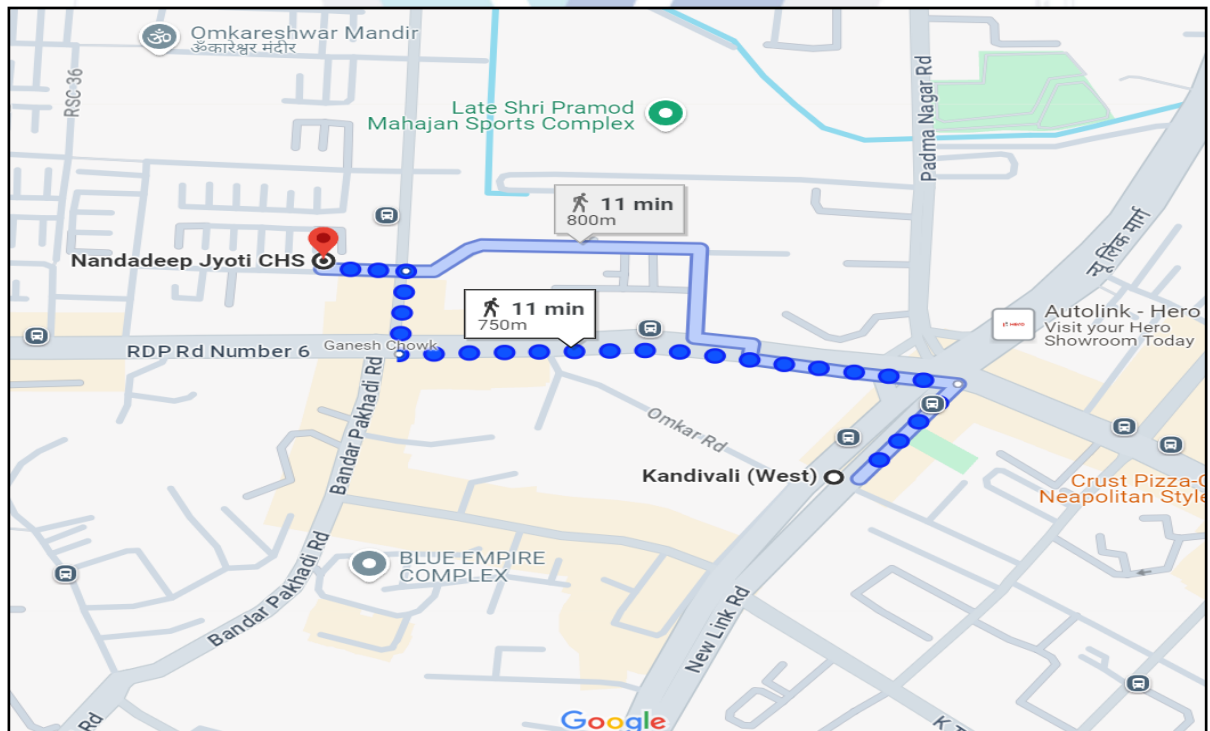 Omkareshwar Mandir
ॐकारेश्वर मंदीर
RSC-36
Late Shri Pramod
Mahajan Sports Complex
Padma Nagar Rd
11 min
800m
न्यू लिंक मार्ग
Nandadeep Jyoti CHS
11 min
750m
Autolink - Hero
Visit your Hero
Showroom Today
RDP Rd Number 6
Ganesh Chowk
Bandar Pakhadi Rd
Omkar Rd
Kandivali (West)
Crust Pizza-
Neapolitan Style
BLUE EMPIRE
COMPLEX
Bandar Pakhadi Rd
New Link Rd
Rd
Google
K T